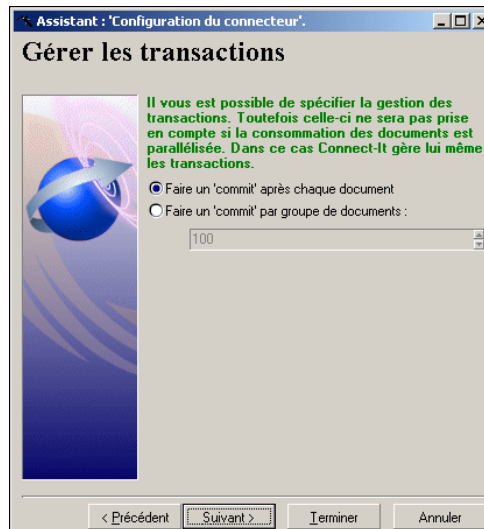 Assistant : 'Configuration du connecteur'.
Gérer les transactions
Il vous est possible de spécifier la gestion des
transactions. Toutefois celle-ci ne sera pas prise
en compte si la consommation des documents est
parallélisée. Dans ce cas Connect-It gère lui même
les transactions.
Faire un 'commit' après chaque document
Faire un 'commit' par groupe de documents :
100
< Précédent Suivant > Terminer Annuler